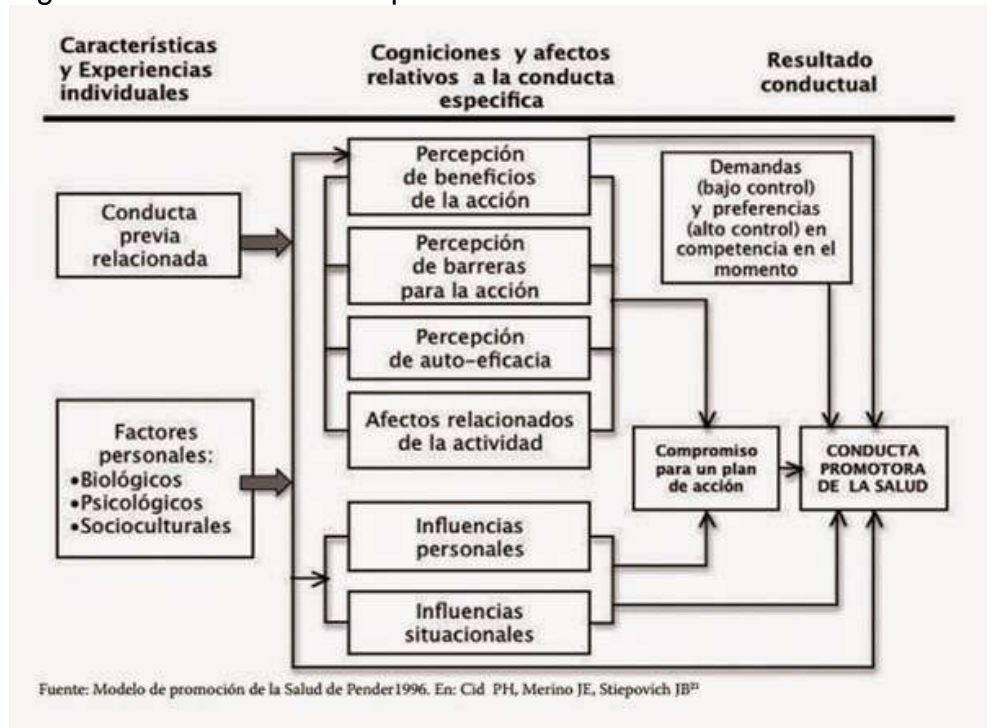 Características
y Experiencias
individuales
Cogniciones y afectos
relativos a la conducta
especifica
Resultado
conductual
Conducta
previa
relacionada
Factores
personales:
•Biológicos
•Psicológicos
•Socioculturales
Percepción
de beneficios
de la acción
Percepción
de barreras
para la acción
Percepción
de auto-eficacia
Afectos relacionados
de la actividad
Influencias
personales
Influencias
situacionales
Demandas
(bajo control)
y preferencias
(alto control) en
competencia en el
momento
Compromiso
para un plan
de acción
CONDUCTA
PROMOTORA
DE LA SALUD
Fuente: Modelo de promoción de la Salud de Pender1996. En: Cid PH, Merino JE, Stiepovich JB